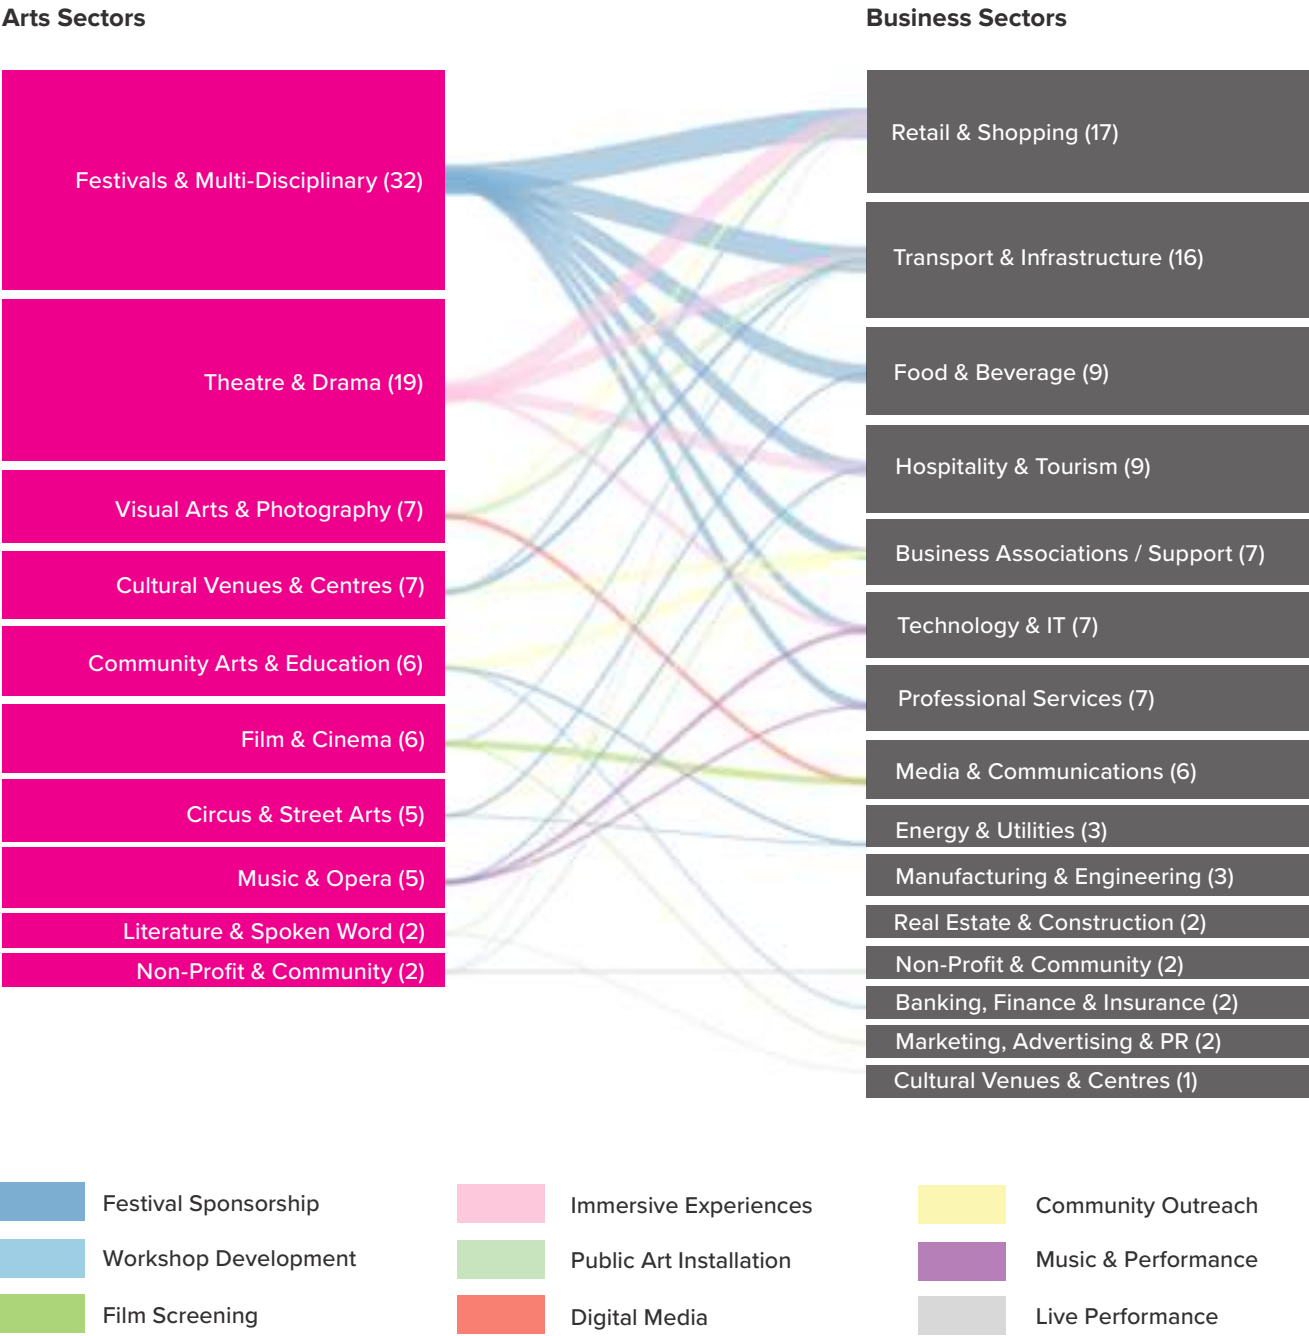 Arts Sectors
Business Sectors
Festivals & Multi-Disciplinary (32)
Theatre & Drama (19)
Visual Arts & Photography (7)
Cultural Venues & Centres (7)
Community Arts & Education (6)
Film & Cinema (6)
Circus & Street Arts (5)
Music & Opera (5)
Literature & Spoken Word (2)
Non-Profit & Community (2)
Retail & Shopping (17)
Transport & Infrastructure (16)
Food & Beverage (9)
Hospitality & Tourism (9)
Business Associations / Support (7)
Technology & IT (7)
Professional Services (7)
Media & Communications (6)
Energy & Utilities (3)
Manufacturing & Engineering (3)
Real Estate & Construction (2)
Non-Profit & Community (2)
Banking, Finance & Insurance (2)
Marketing, Advertising & PR (2)
Cultural Venues & Centres (1)
Festival Sponsorship
Workshop Development
Film Screening
Immersive Experiences
Public Art Installation
Digital Media
Community Outreach
Music & Performance
Live Performance